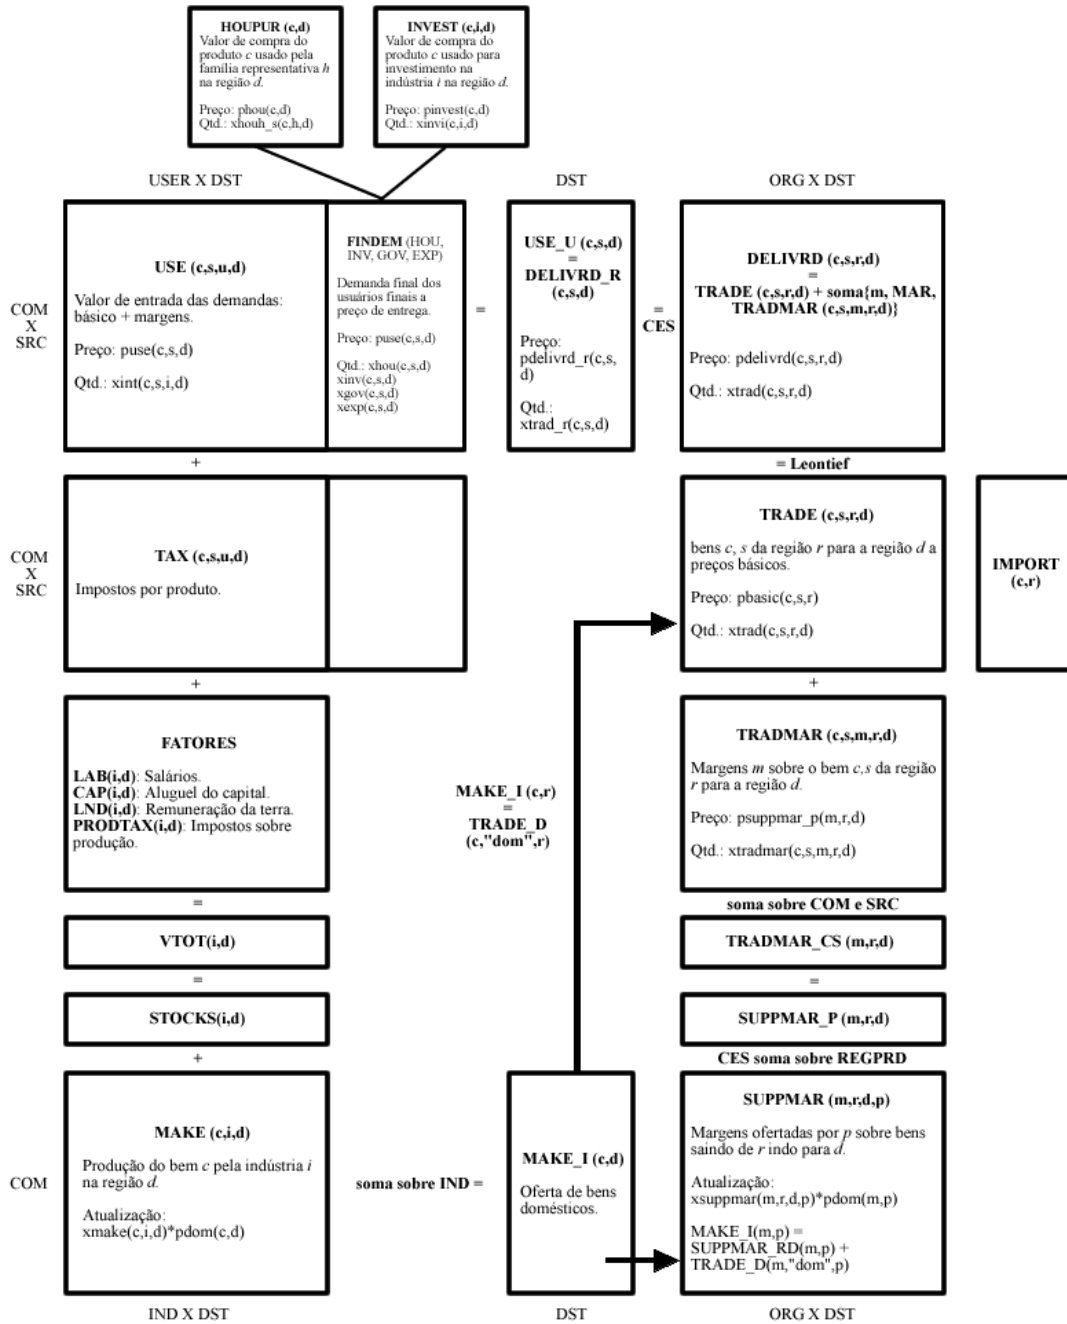 HOUPUR (c,d)
Valor de compra do
produto c usado pela
família representativa h
na região d.
Preço: phou(c,d)
Qtd.: xhouh_s(c,h,d)
INVEST (c,i,d)
Valor de compra do
produto c usado para
investimento na
indústria i na região d.
Preço: pinvest(c,d)
Qtd.: xinvi(c,i,d)
USER X DST
DST
ORG X DST
COM
X
SRC
USE (c,s,u,d)
Valor de entrada das demandas:
básico + margens.
Preço: puse(c,s,d)
Qtd.: xint(c,s,i,d)
FINDEM (HOU,
INV, GOV, EXP)
Demanda final dos
usuários finais a
preço de entrega.
Preço: puse(c,s,d)
Qtd.: xhou(c,s,d)
xinv(c,s,d)
xgov(c,s,d)
xexp(c,s,d)
=
USE_U (c,s,d)
=
DELIVRD_R
(c,s,d)
Preço:
pdelivrd_r(c,s,
d)
Qtd.:
xtrad_r(c,s,d)
=
CES
DELIVRD (c,s,r,d)
=
TRADE (c,s,r,d) + soma{m, MAR,
TRADMAR (c,s,m,r,d)}
Preço: pdelivrd(c,s,r,d)
Qtd.: xtrad(c,s,r,d)
+
= Leontief
COM
X
SRC
TAX (c,s,u,d)
Impostos por produto.
TRADE (c,s,r,d)
bens c, s da região r para a região d a
preços básicos.
Preço: pbasic(c,s,r)
Qtd.: xtrad(c,s,r,d)
IMPORT
(c,r)
+
+
FATORES
LAB(i,d): Salários.
CAP(i,d): Aluguel do capital.
LND(i,d): Remuneração da terra.
PRODTAX(i,d): Impostos sobre
produção.
MAKE_I (c,r)
=
TRADE_D
(c,"dom",r)
TRADMAR (c,s,m,r,d)
Margens m sobre o bem c,s da região
r para a região d.
Preço: psuppmar_p(m,r,d)
Qtd.: xtradmar(c,s,m,r,d)
=
soma sobre COM e SRC
VTOT(i,d)
TRADMAR_CS (m,r,d)
=
=
STOCKS(i,d)
SUPPMAR_P (m,r,d)
+
CES soma sobre REGPRD
COM
MAKE (c,i,d)
Produção do bem c pela indústria i
na região d.
Atualização:
xmake(c,i,d)*pdom(c,d)
soma sobre IND =
MAKE_I (c,d)
Oferta de bens
domésticos.
SUPPMAR (m,r,d,p)
Margens ofertadas por p sobre bens
saindo de r indo para d.
Atualização:
xsuppmar(m,r,d,p)*pdom(m,p)
MAKE_I(m,p) =
SUPPMAR_RD(m,p) +
TRADE_D(m,"dom",p)
IND X DST
DST
ORG X DST